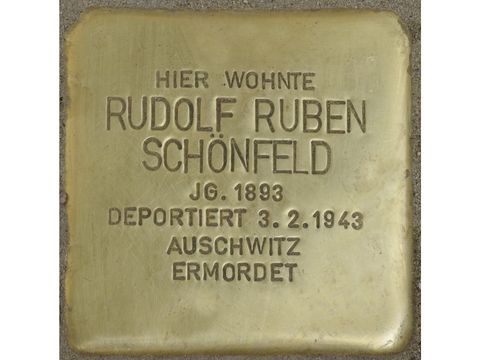 HIER WOHNTE
RUDOLF RUBEN
SCHÖNFELD
JG. 1893
DEPORTIERT 3.2.1943
AUSCHWITZ
ERMORDET